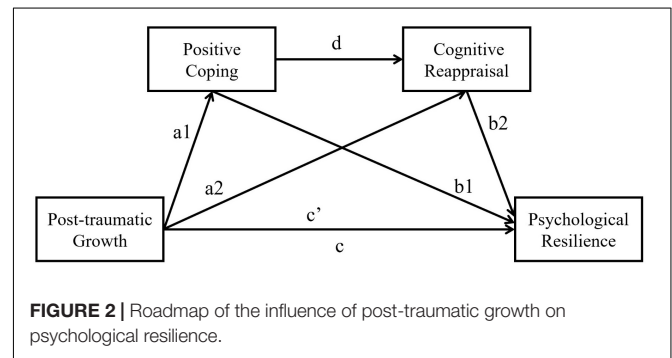 Positive
Coping
d
Cognitive
Reappraisal
a1
a2
b1
b2
Post-traumatic
Growth
c’
c
Psychological
Resilience
FIGURE 2 | Roadmap of the influence of post-traumatic growth on
psychological resilience.